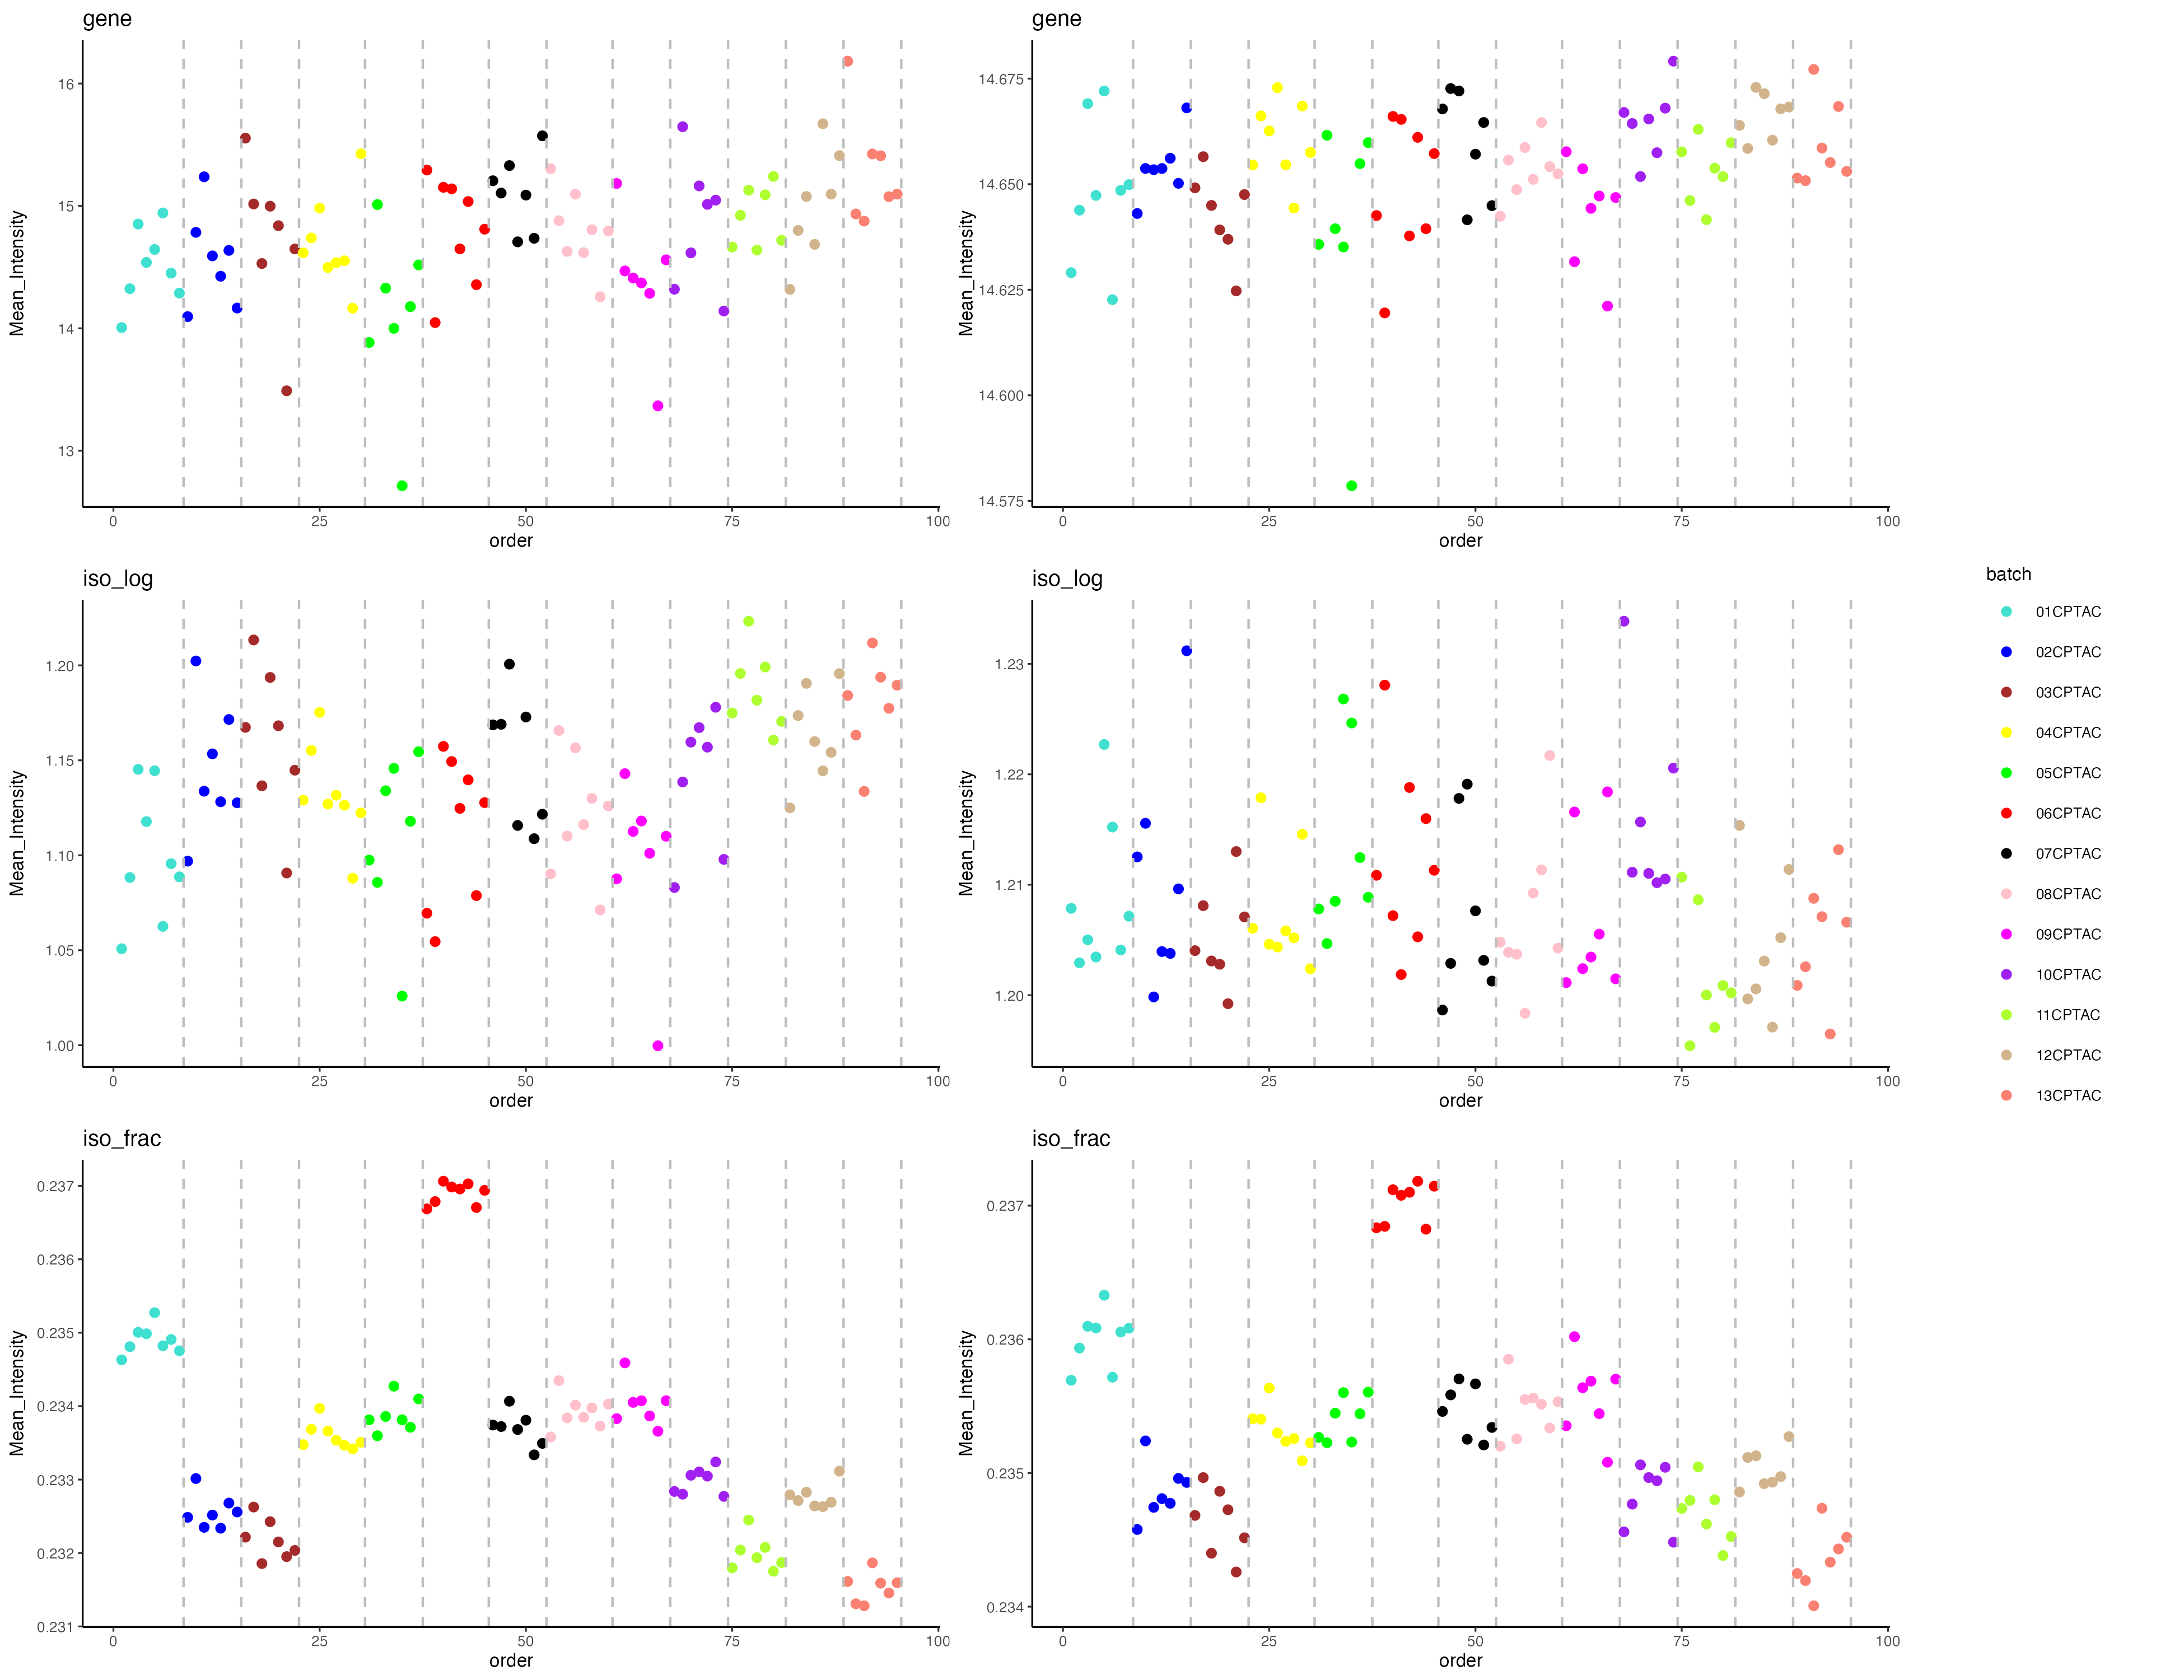 gene
Mean_Intensity
16
15
14
13
0 25 50 75 100
order
gene
Mean_Intensity
14.675
14.650
14.625
14.600
14.575
0 25 50 75 100
order
iso_log
Mean_Intensity
1.20
1.15
1.10
1.05
1.00
0 25 50 75 100
order
iso_log
Mean_Intensity
1.23
1.22
1.21
1.20
0 25 50 75 100
order
batch
01CPTAC
02CPTAC
03CPTAC
04CPTAC
05CPTAC
06CPTAC
07CPTAC
08CPTAC
09CPTAC
10CPTAC
11CPTAC
12CPTAC
13CPTAC
iso_frac
Mean_Intensity
0.237
0.236
0.235
0.234
0.233
0.232
0.231
0 25 50 75 100
order
iso_frac
Mean_Intensity
0.237
0.236
0.235
0.234
0 25 50 75 100
order